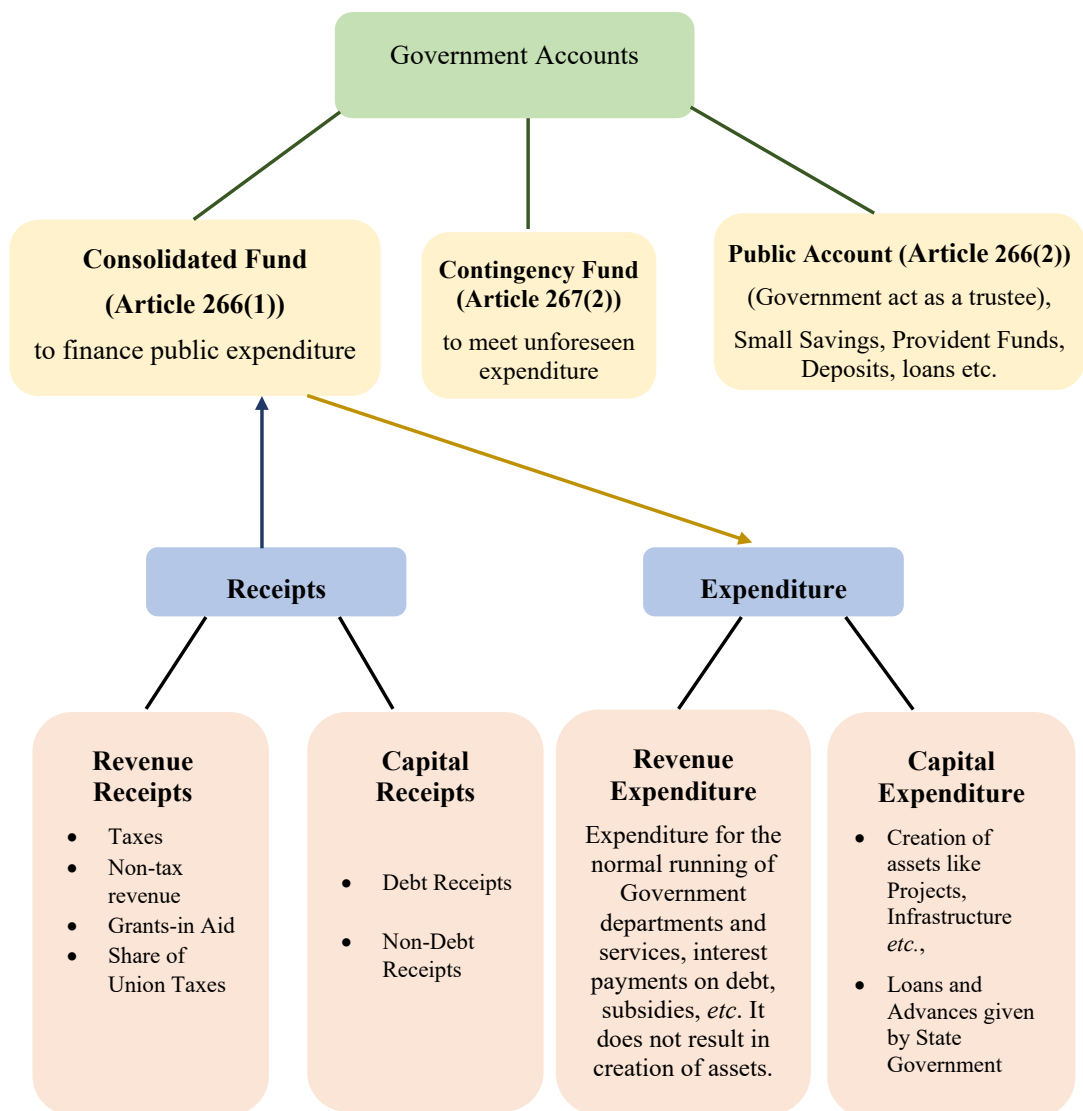 Government Accounts
Consolidated Fund
(Article 266(1))
to finance public expenditure
Contingency Fund
(Article 267(2))
to meet unforeseen
expenditure
Public Account (Article 266(2))
(Government act as a trustee),
Small Savings, Provident Funds,
Deposits, loans etc.
Receipts
Expenditure
Revenue
Receipts
• Taxes
• Non-tax
revenue
• Grants-in Aid
• Share of
Union Taxes
Capital
Receipts
• Debt Receipts
• Non-Debt
Receipts
Revenue
Expenditure
Expenditure for the
normal running of
Government
departments and
services, interest
payments on debt,
subsidies, etc. It
does not result in
creation of assets.
Capital
Expenditure
• Creation of
assets like
Projects,
Infrastructure
etc.,
• Loans and
Advances given
by State
Government